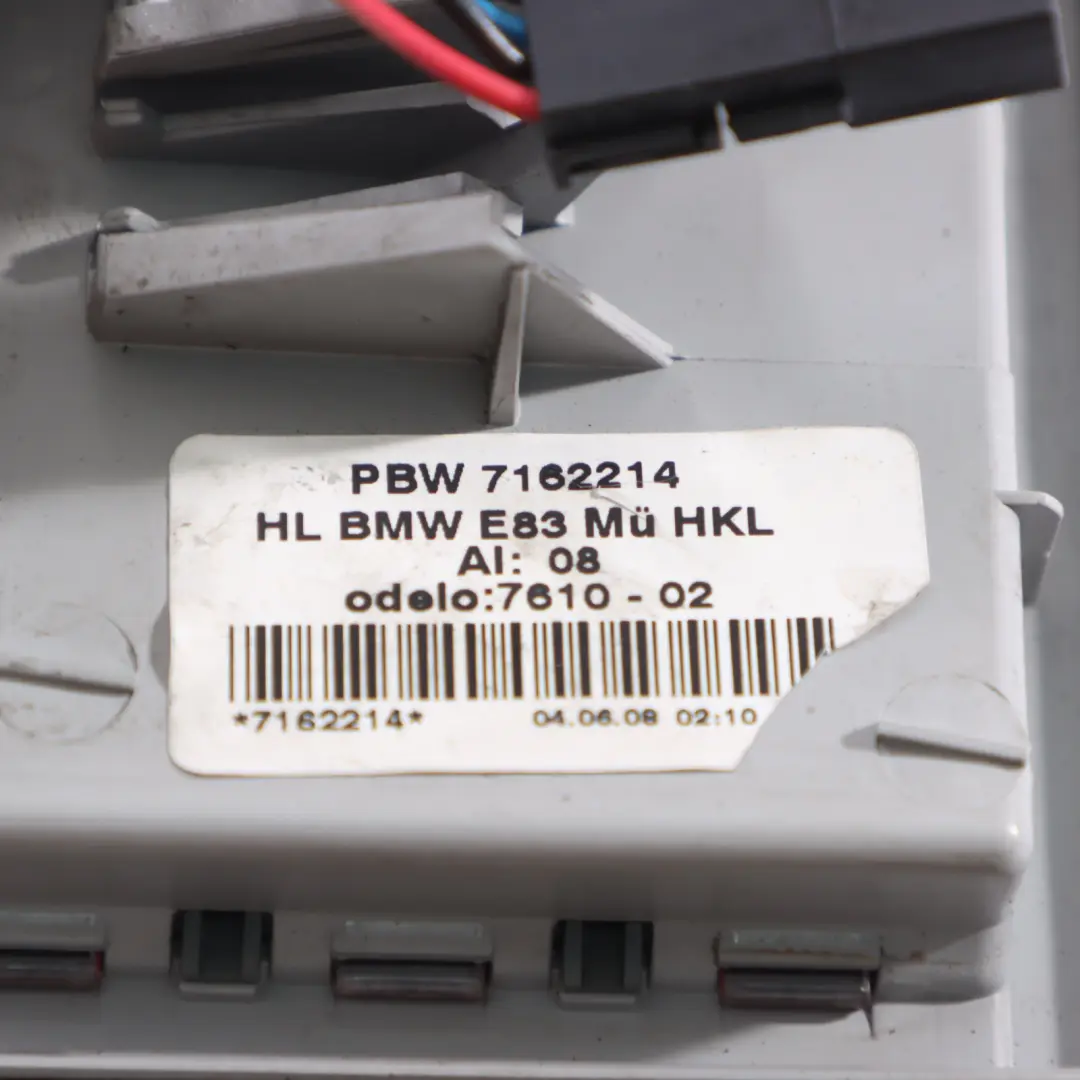 PBW 7162214
HL BMW E83 Mü HKL
AI: 08
odelo:7610 - 02
*7162214* 04.06.08 02:10